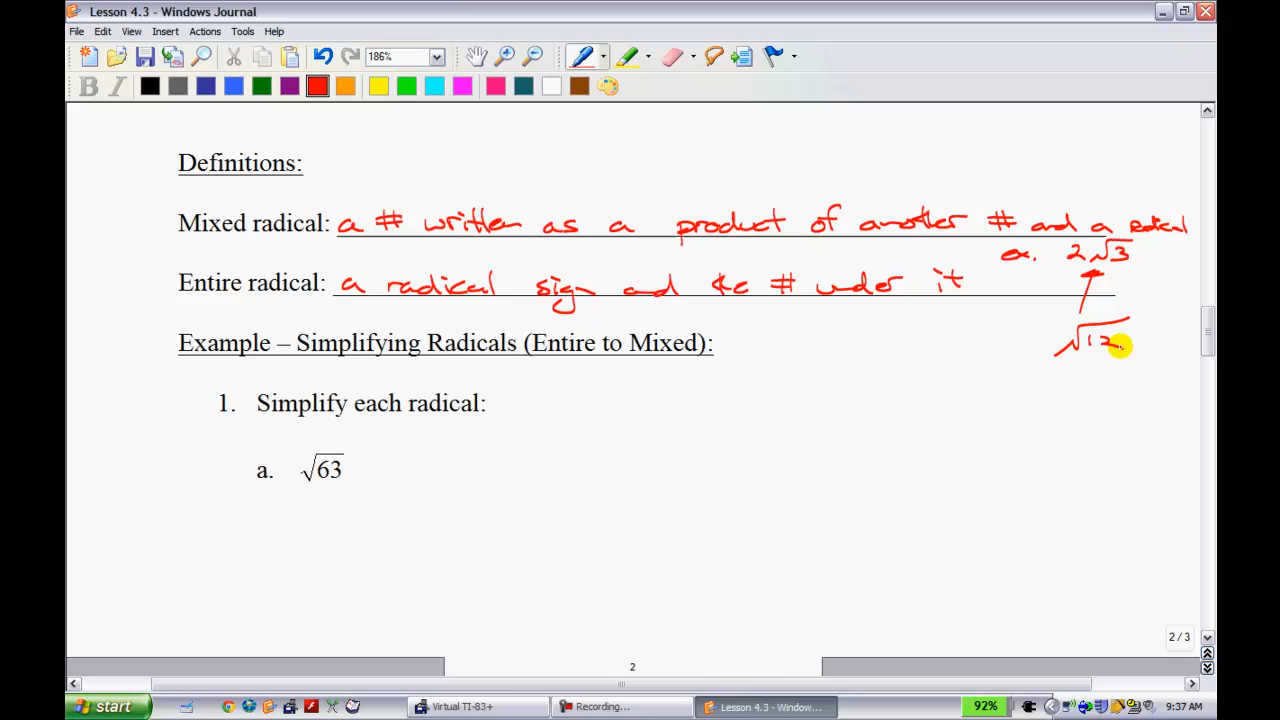 Lesson 4.3 - Windows Journal
File Edit View Insert Actions Tools Help
186%
B I
Definitions:
Mixed radical: a # written as a product of another # and a radical
ex. 2√3
Entire radical: a radical sign and the # under it
√12
Example – Simplifying Radicals (Entire to Mixed):
1. Simplify each radical:
a. √63
2/3
2
start Virtual TI-83+ Recording... Lesson 4.3 - Window... 92% 9:37 AM